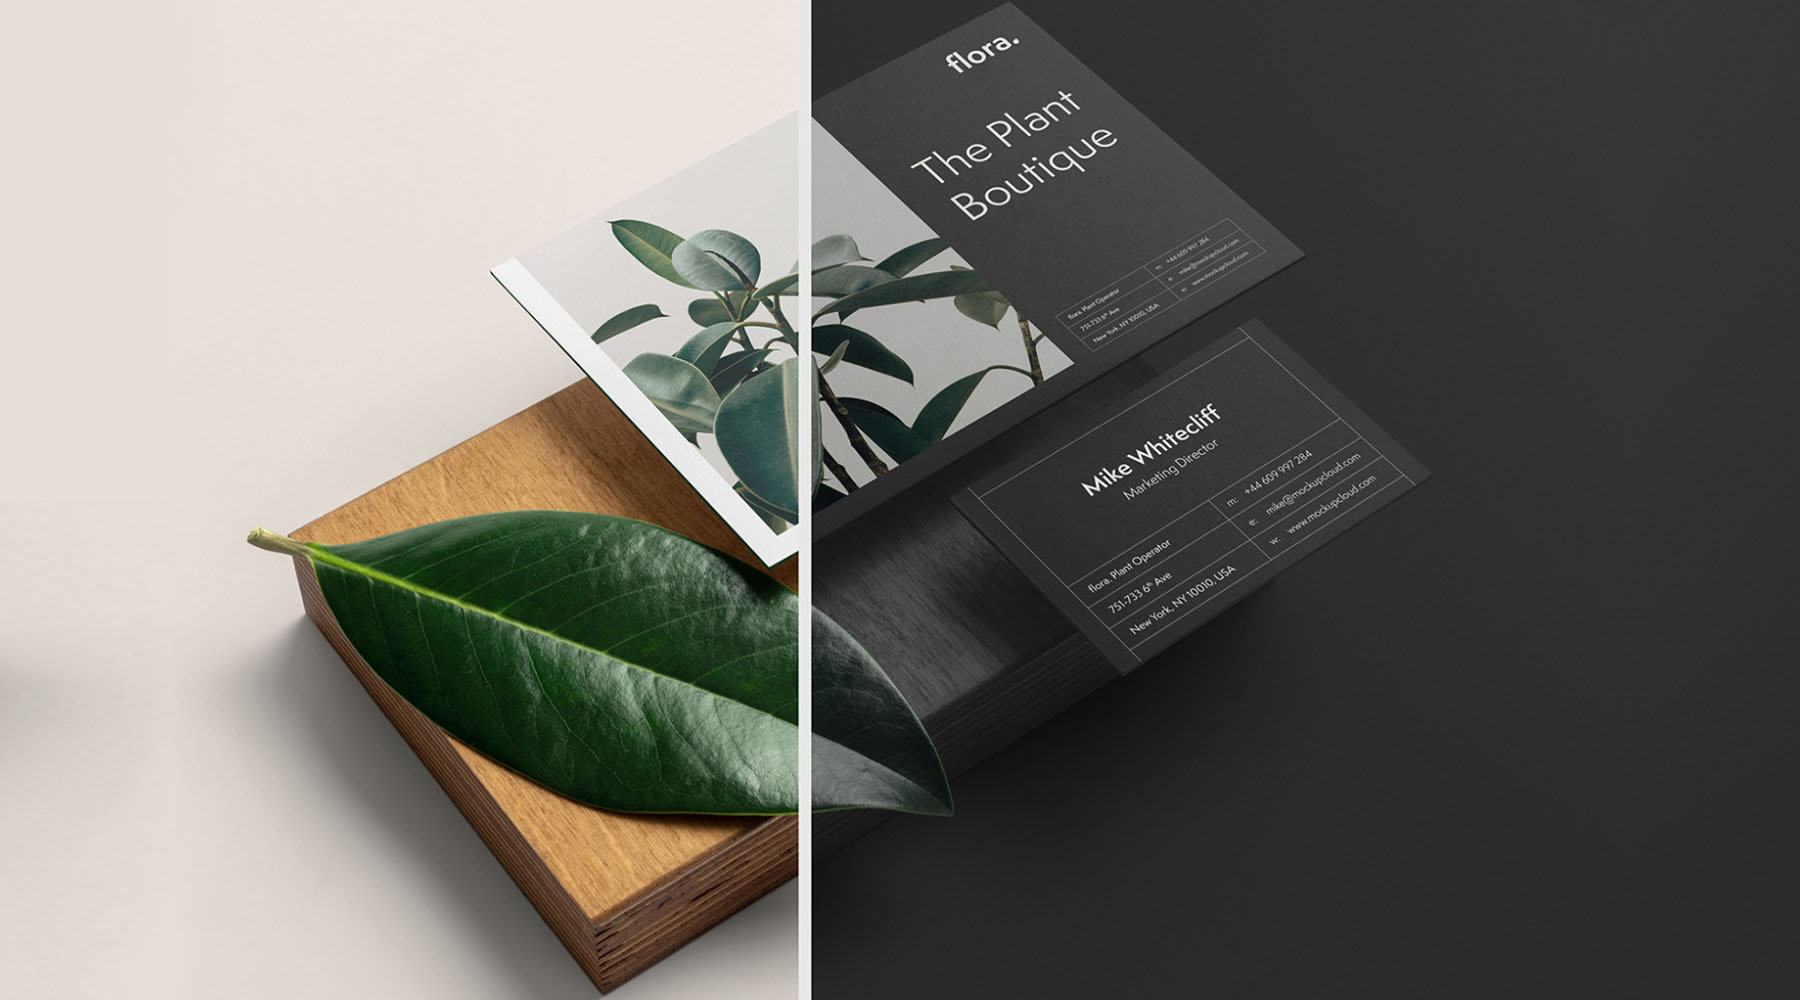 flora.
The Plant
Boutique
m: +44 609 997 284
flora. Plant Operator e: mike@mockupcloud.com
751-733 6th Ave w: www.mockupcloud.com
New York, NY 10010, USA
Mike Whitecliff
Marketing Director
m: +44 609 997 284
flora. Plant Operator e: mike@mockupcloud.com
751-733 6th Ave w: www.mockupcloud.com
New York, NY 10010, USA